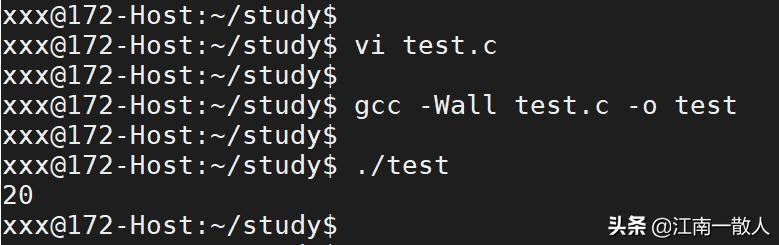 xxx@172-Host:~/study$
xxx@172-Host:~/study$ vi test.c
xxx@172-Host:~/study$
xxx@172-Host:~/study$ gcc -Wall test.c -o test
xxx@172-Host:~/study$
xxx@172-Host:~/study$ ./test
20
xxx@172-Host:~/study$
头条 @江南一散人